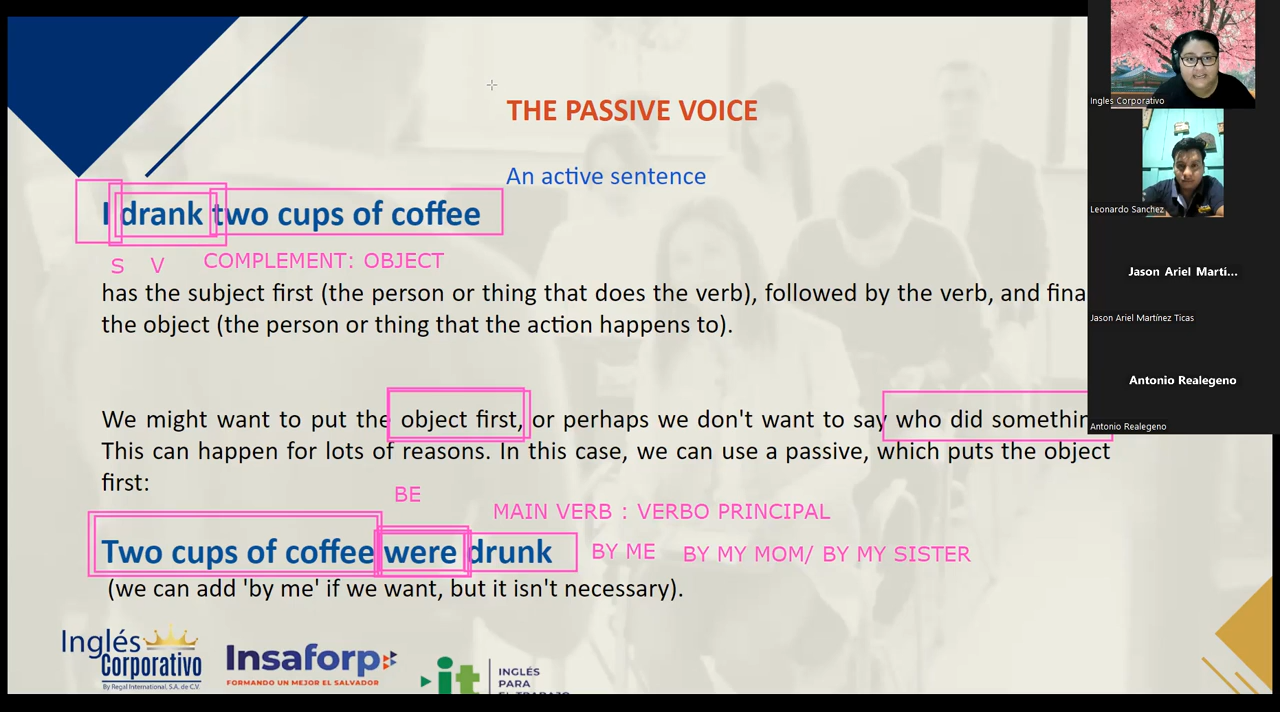 THE PASSIVE VOICE
An active sentence
I drank two cups of coffee
S V COMPLEMENT: OBJECT
has the subject first (the person or thing that does the verb), followed by the verb, and fina
the object (the person or thing that the action happens to).
We might want to put the object first, or perhaps we don't want to say who did somethin
This can happen for lots of reasons. In this case, we can use a passive, which puts the object
first:
BE
MAIN VERB : VERBO PRINCIPAL
Two cups of coffee were drunk BY ME BY MY MOM/ BY MY SISTER
(we can add 'by me' if we want, but it isn't necessary).
Inglés
Corporativo
By Regal International, S.A. de C.V.
Insaforp
FORMANDO UN MEJOR EL SALVADOR
it
INGLÉS
PARA
EL TRABAJO
Ingles Corporativo
Leonardo Sanchez
Jason Ariel Martí...
Jason Ariel Martínez Ticas
Antonio Realegeno
Antonio Realegeno